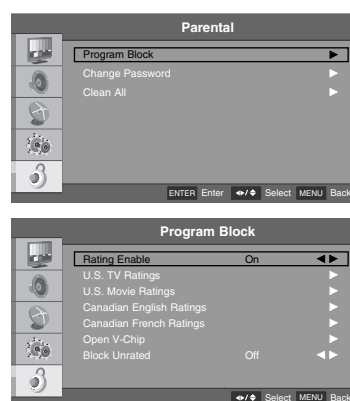 Parental
Program Block
Change Password
Clean All
ENTER Enter Select MENU Back
Program Block
Rating Enable On
U.S. TV Ratings
U.S. Movie Ratings
Canadian English Ratings
Canadian French Ratings
Open V-Chip
Block Unrated Off
Select MENU Back